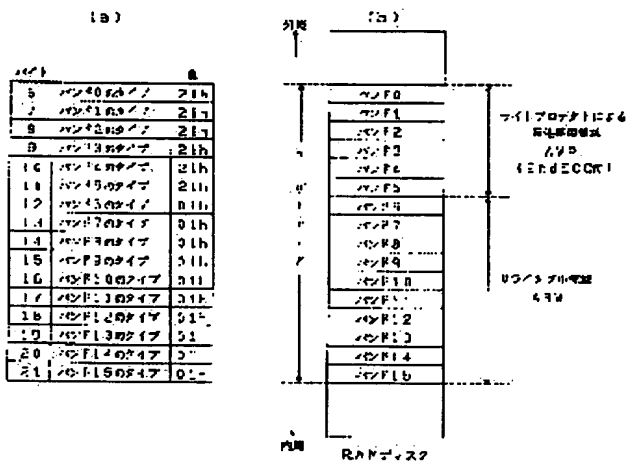 (a)
バイト
6 バンド0のタイプ 21h
7 バンド1のタイプ 21h
8 バンド2のタイプ 21h
9 バンド3のタイプ 21h
10 バンド4のタイプ 21h
11 バンド5のタイプ 21h
12 バンド6のタイプ 01h
13 バンド7のタイプ 01h
14 バンド8のタイプ 01h
15 バンド9のタイプ 01h
16 バンド10のタイプ 01h
17 バンド11のタイプ 01h
18 バンド12のタイプ 01h
19 バンド13のタイプ 01
20 バンド14のタイプ 01
21 バンド15のタイプ 01
(b)
外周
バンド0
バンド1
バンド2
バンド3
バンド4
バンド5
バンド6
バンド7
バンド8
バンド9
バンド10
バンド11
バンド12
バンド13
バンド14
バンド15
ライトプロテクトによる
リライタブル領域
内周
ディスク